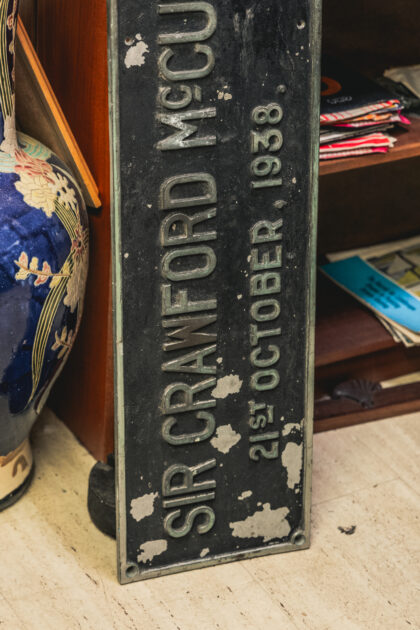 SIR CRAWFORD McCU
21ST OCTOBER, 1938.